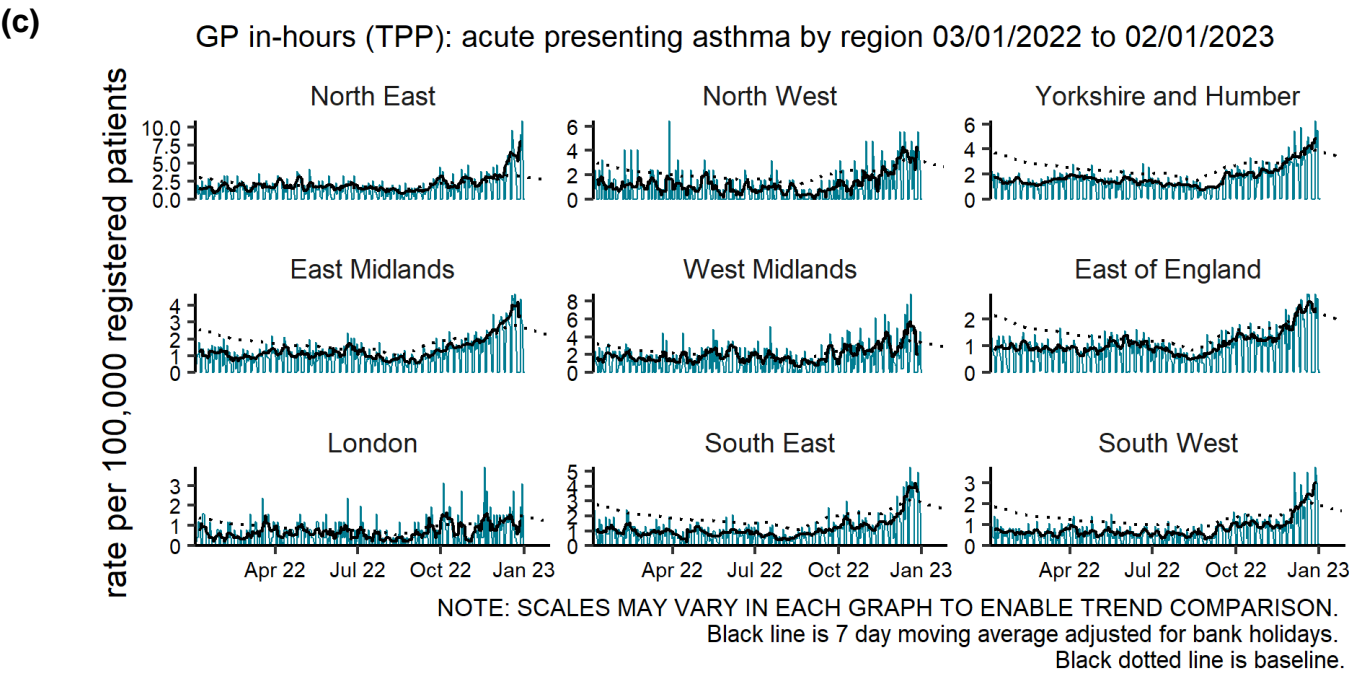 (c)
GP in-hours (TPP): acute presenting asthma by region 03/01/2022 to 02/01/2023
rate per 100,000 registered patients
North East
10.0
7.5
5.0
2.5
0.0
North West
6
4
2
0
Yorkshire and Humber
6
4
2
0
East Midlands
4
3
2
1
0
West Midlands
8
6
4
2
0
East of England
2
1
0
London
3
2
1
0
South East
5
4
3
2
1
0
South West
3
2
1
0
Apr 22 Jul 22 Oct 22 Jan 23
Apr 22 Jul 22 Oct 22 Jan 23
Apr 22 Jul 22 Oct 22 Jan 23
NOTE: SCALES MAY VARY IN EACH GRAPH TO ENABLE TREND COMPARISON.
Black line is 7 day moving average adjusted for bank holidays.
Black dotted line is baseline.